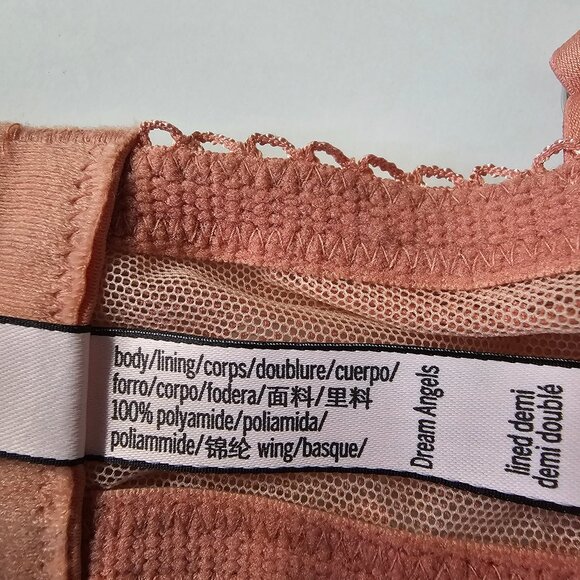 body/lining/corps/doublure/cuerpo/
forro/corpo/fodera/面料/里料
100% polyamide/poliamida/
poliammide/锦纶 wing/basque/
Dream Angels
lined demi
demi doublé